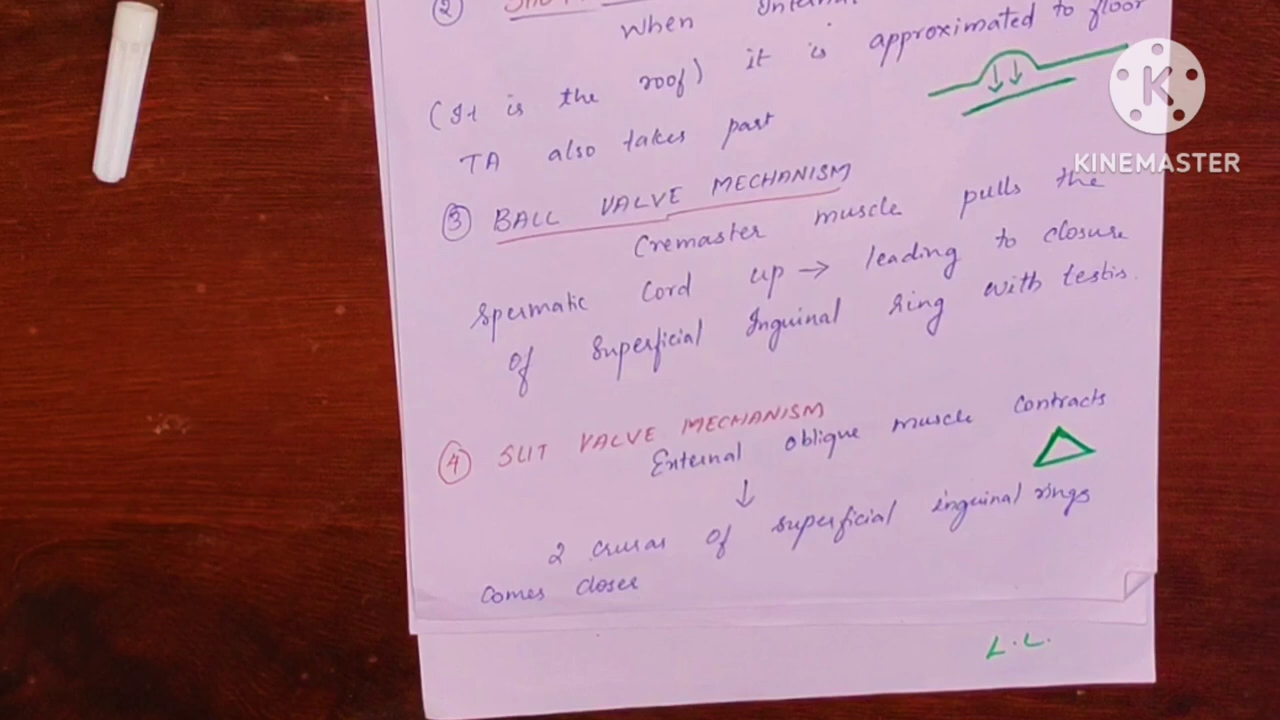 ②
When
(It is the roof) it is approximated to floor
TA also takes part
③ BALL VALVE MECHANISM
Cremaster muscle pulls the
spermatic cord up → leading to closure
of superficial Inguinal ring with testis.
④ SLIT VALVE MECHANISM
External oblique muscle contracts
↓
2 cruras of superficial inguinal rings
comes closer
L.L.
K
KINEMASTER